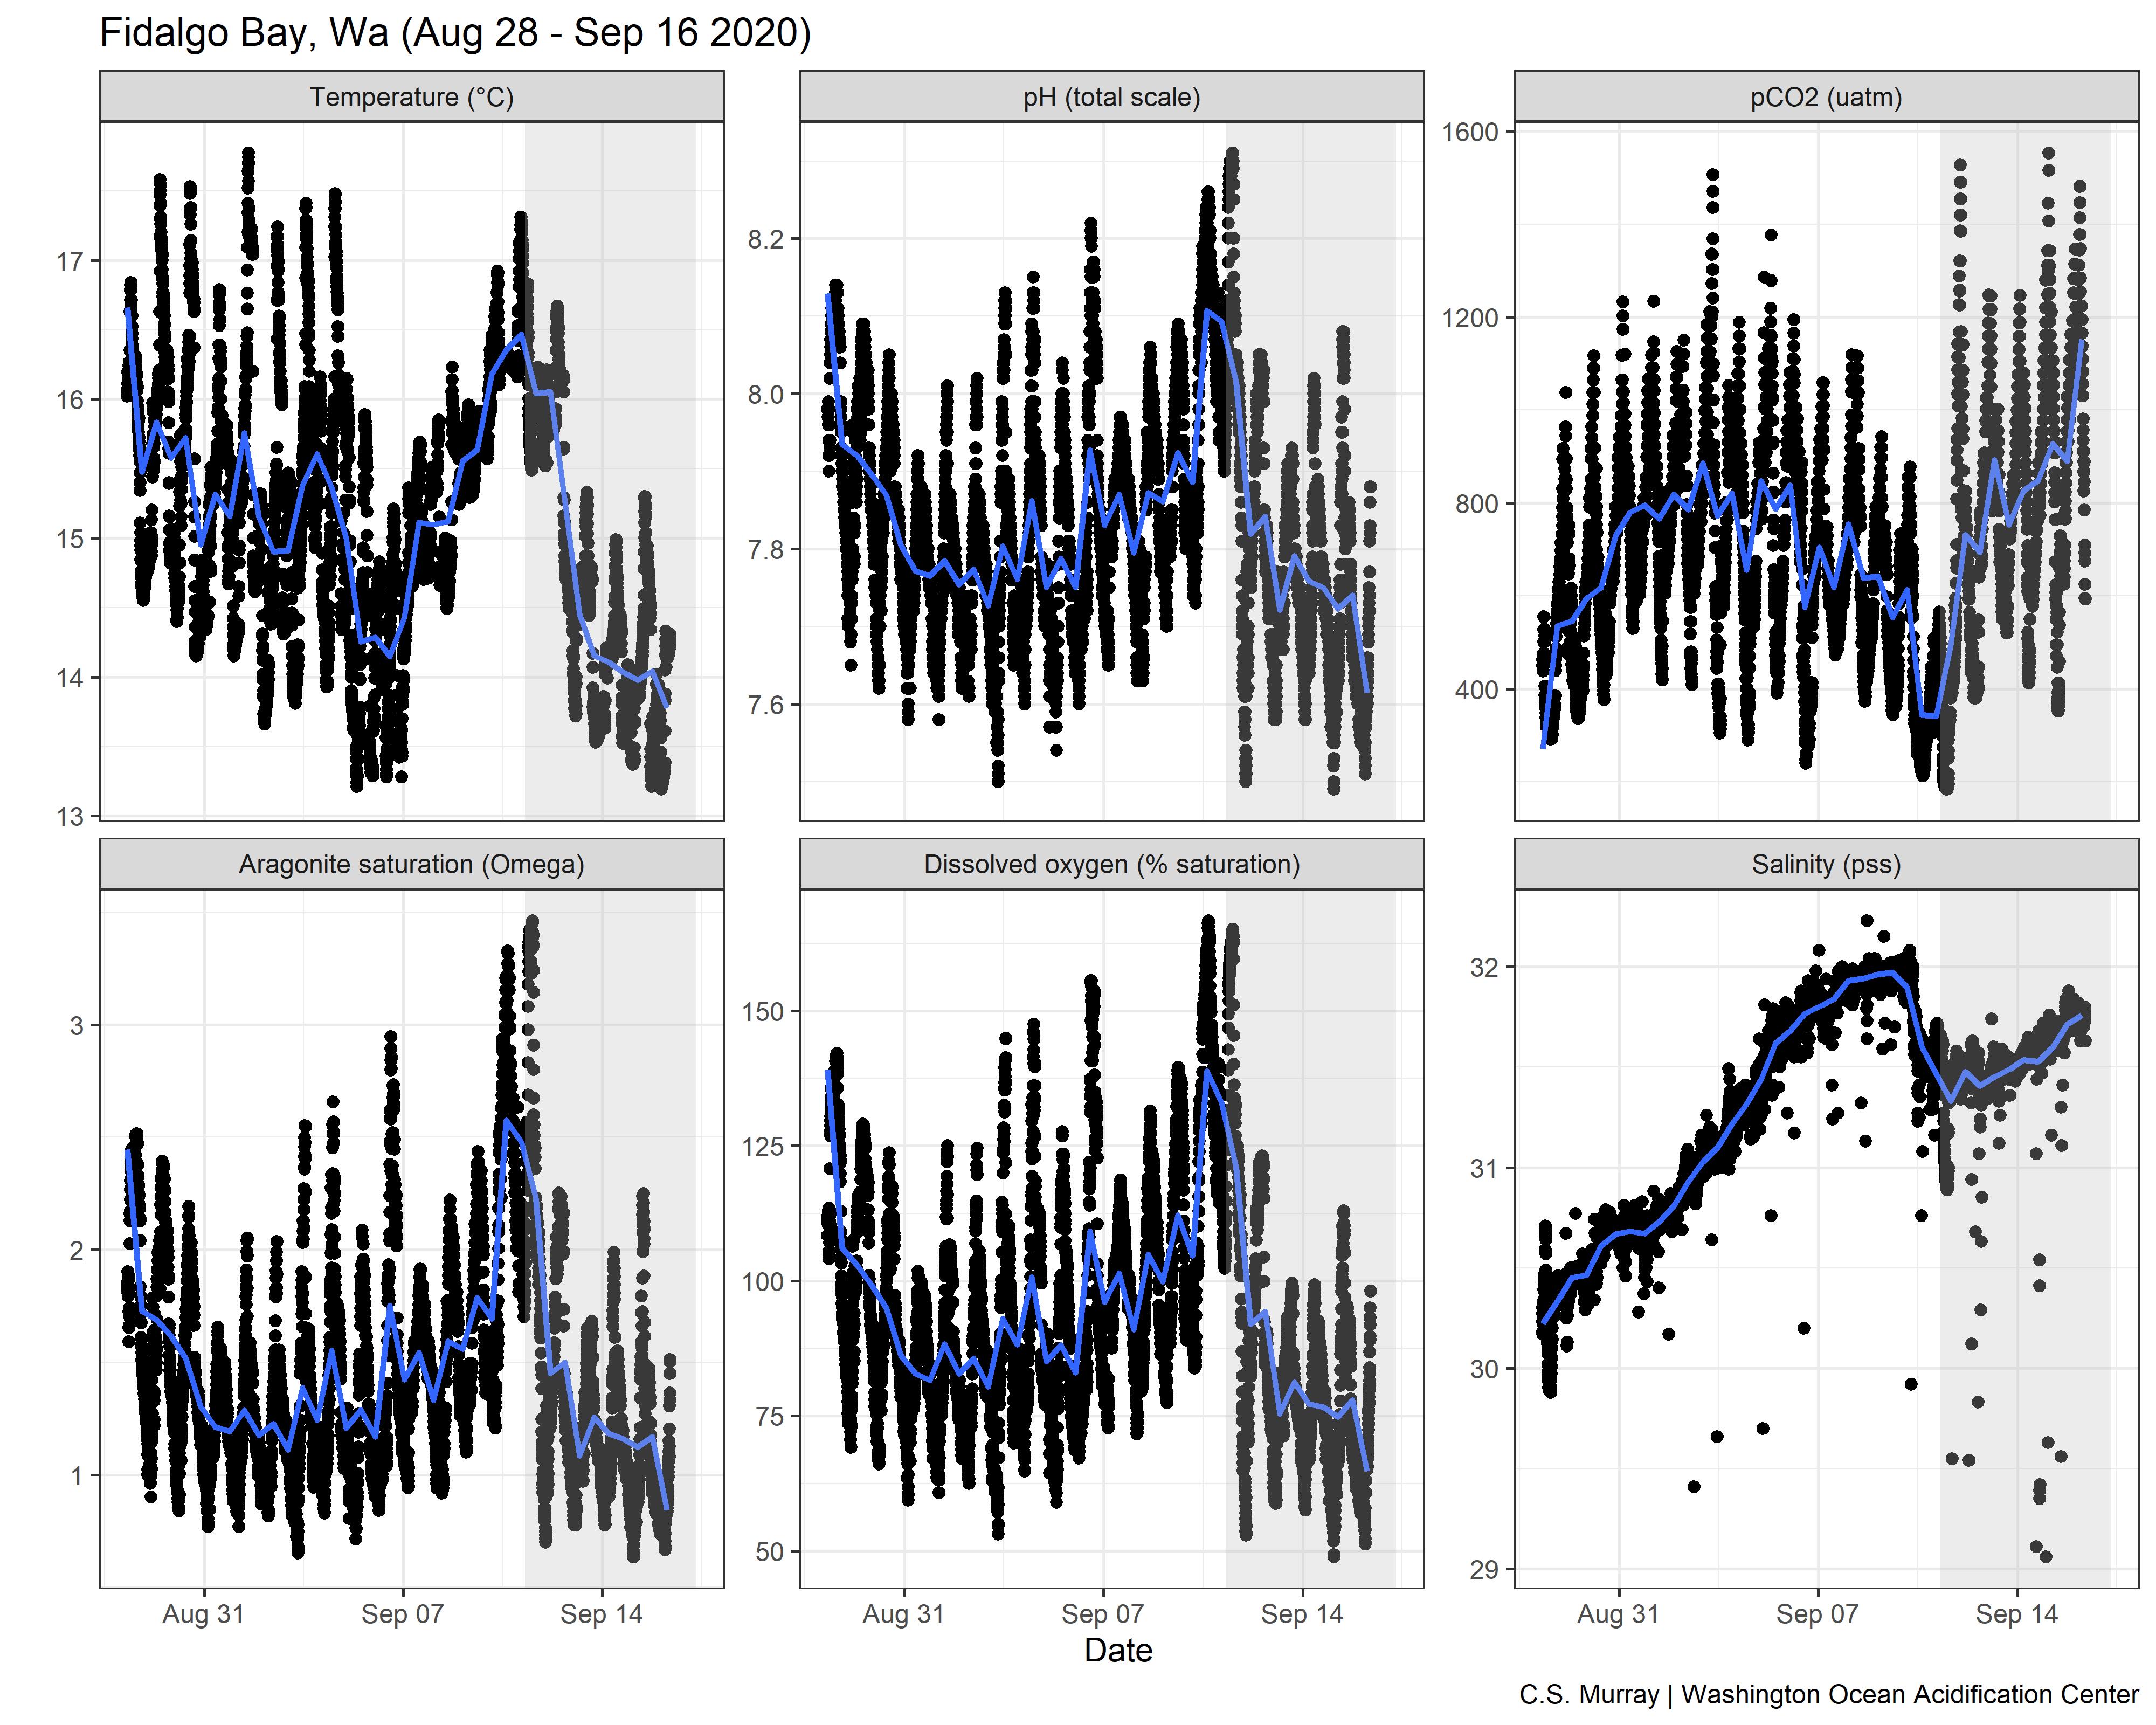 Fidalgo Bay, Wa (Aug 28 - Sep 16 2020)
Temperature (°C)
17
16
15
14
13
pH (total scale)
8.2
8.0
7.8
7.6
pCO2 (uatm)
1600
1200
800
400
Aragonite saturation (Omega)
3
2
1
Aug 31 Sep 07 Sep 14
Dissolved oxygen (% saturation)
150
125
100
75
50
Aug 31 Sep 07 Sep 14
Salinity (pss)
32
31
30
29
Aug 31 Sep 07 Sep 14
Date
C.S. Murray | Washington Ocean Acidification Center